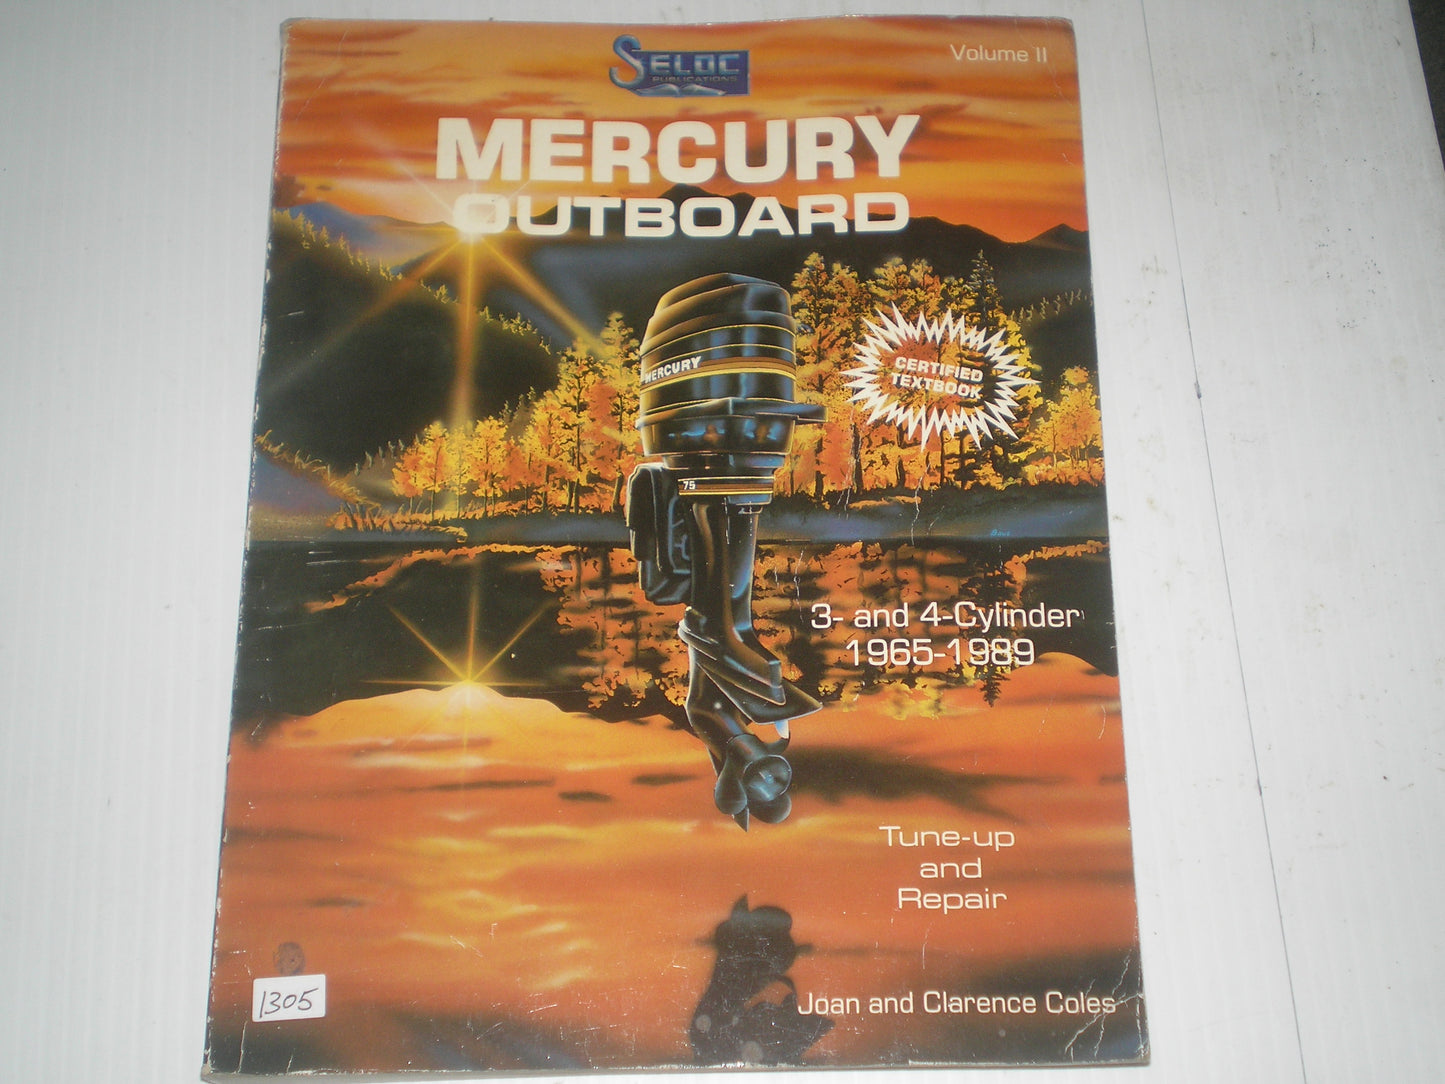 SELOC
PUBLICATIONS
Volume II
MERCURY
OUTBOARD
MERCURY
CERTIFIED
TEXTBOOK
75
3- and 4-Cylinder
1965-1989
Tune-up
and
Repair
1305
Joan and Clarence Coles